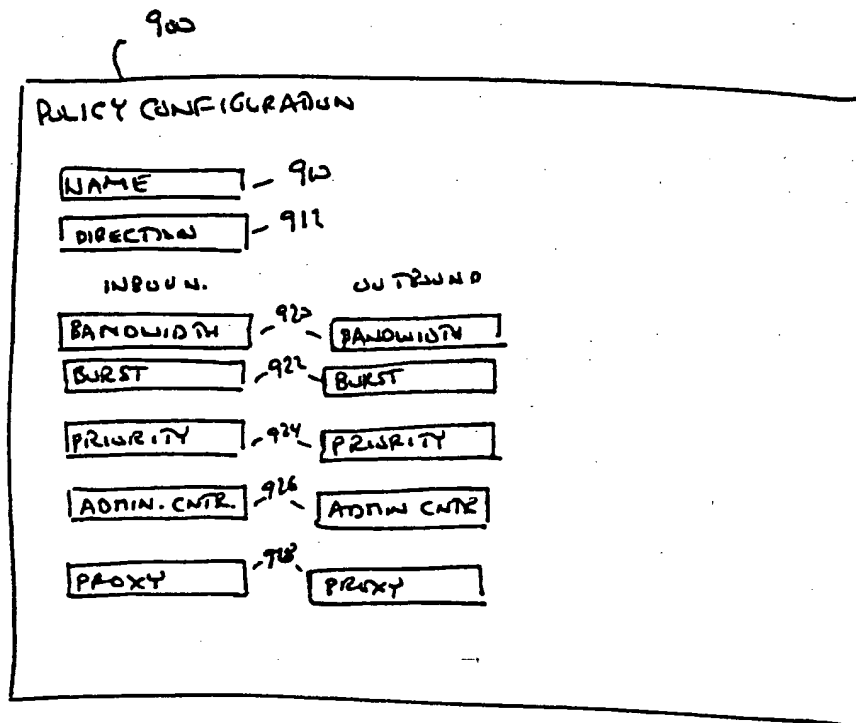 900
POLICY CONFIGURATION
NAME 910
DIRECTION 912
INBOUN. OUTBOUND
BANDWIDTH 920 BANDWIDTH
BURST 922 BURST
PRIORITY 924 PRIORITY
ADMIN. CNTR. 926 ADMIN CNTR
PROXY 928 PROXY